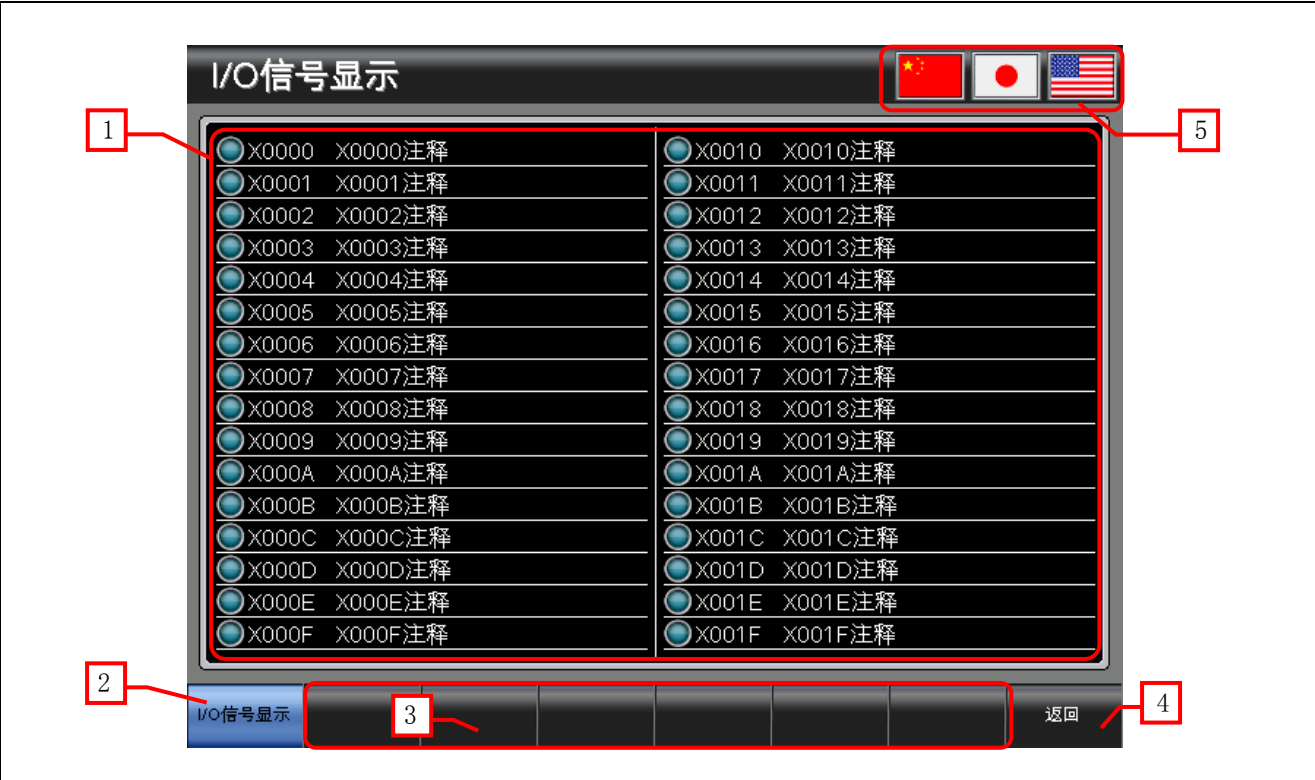 I/O信号显示
1
5
X0000 X0000注释
X0001 X0001注释
X0002 X0002注释
X0003 X0003注释
X0004 X0004注释
X0005 X0005注释
X0006 X0006注释
X0007 X0007注释
X0008 X0008注释
X0009 X0009注释
X000A X000A注释
X000B X000B注释
X000C X000C注释
X000D X000D注释
X000E X000E注释
X000F X000F注释
X0010 X0010注释
X0011 X0011注释
X0012 X0012注释
X0013 X0013注释
X0014 X0014注释
X0015 X0015注释
X0016 X0016注释
X0017 X0017注释
X0018 X0018注释
X0019 X0019注释
X001A X001A注释
X001B X001B注释
X001C X001C注释
X001D X001D注释
X001E X001E注释
X001F X001F注释
2
I/O信号显示
3
返回
4